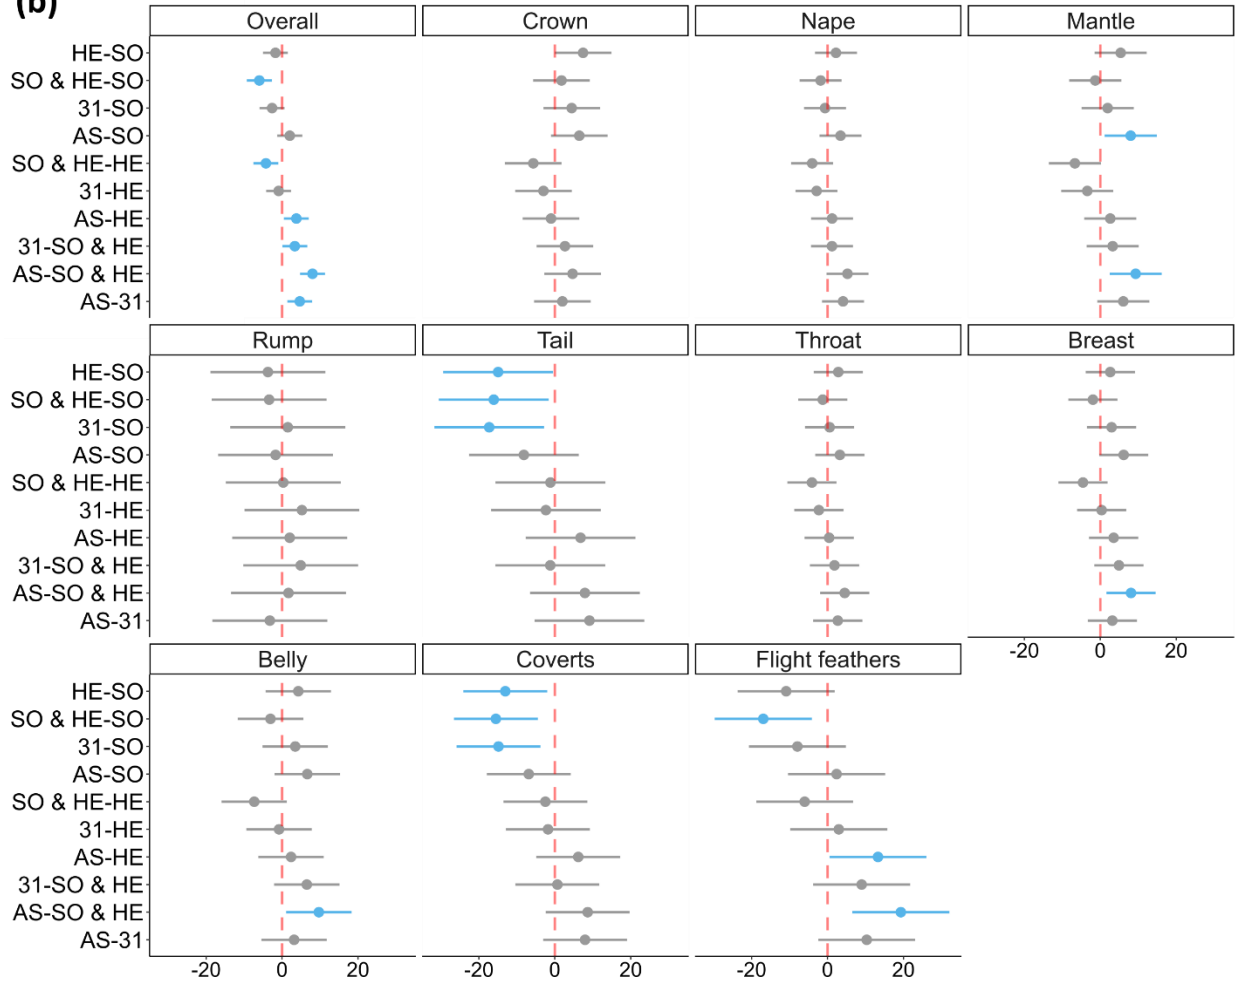 (b)
Overall Crown Nape Mantle
HE-SO
SO & HE-SO
31-SO
AS-SO
SO & HE-HE
31-HE
AS-HE
31-SO & HE
AS-SO & HE
AS-31
Rump Tail Throat Breast
HE-SO
SO & HE-SO
31-SO
AS-SO
SO & HE-HE
31-HE
AS-HE
31-SO & HE
AS-SO & HE
AS-31
-20 0 20
Belly Coverts Flight feathers
HE-SO
SO & HE-SO
31-SO
AS-SO
SO & HE-HE
31-HE
AS-HE
31-SO & HE
AS-SO & HE
AS-31
-20 0 20 -20 0 20 -20 0 20